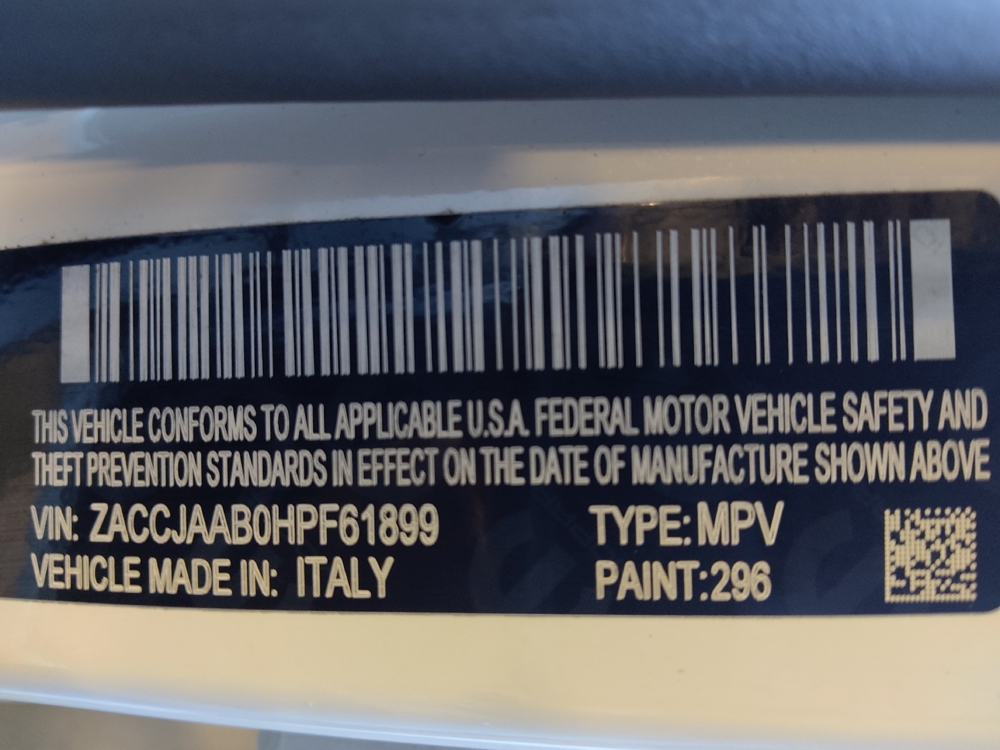 THIS VEHICLE CONFORMS TO ALL APPLICABLE U.S.A. FEDERAL MOTOR VEHICLE SAFETY AND
THEFT PREVENTION STANDARDS IN EFFECT ON THE DATE OF MANUFACTURE SHOWN ABOVE
VIN: ZACCJAAB0HPF61899 TYPE: MPV
VEHICLE MADE IN: ITALY PAINT:296